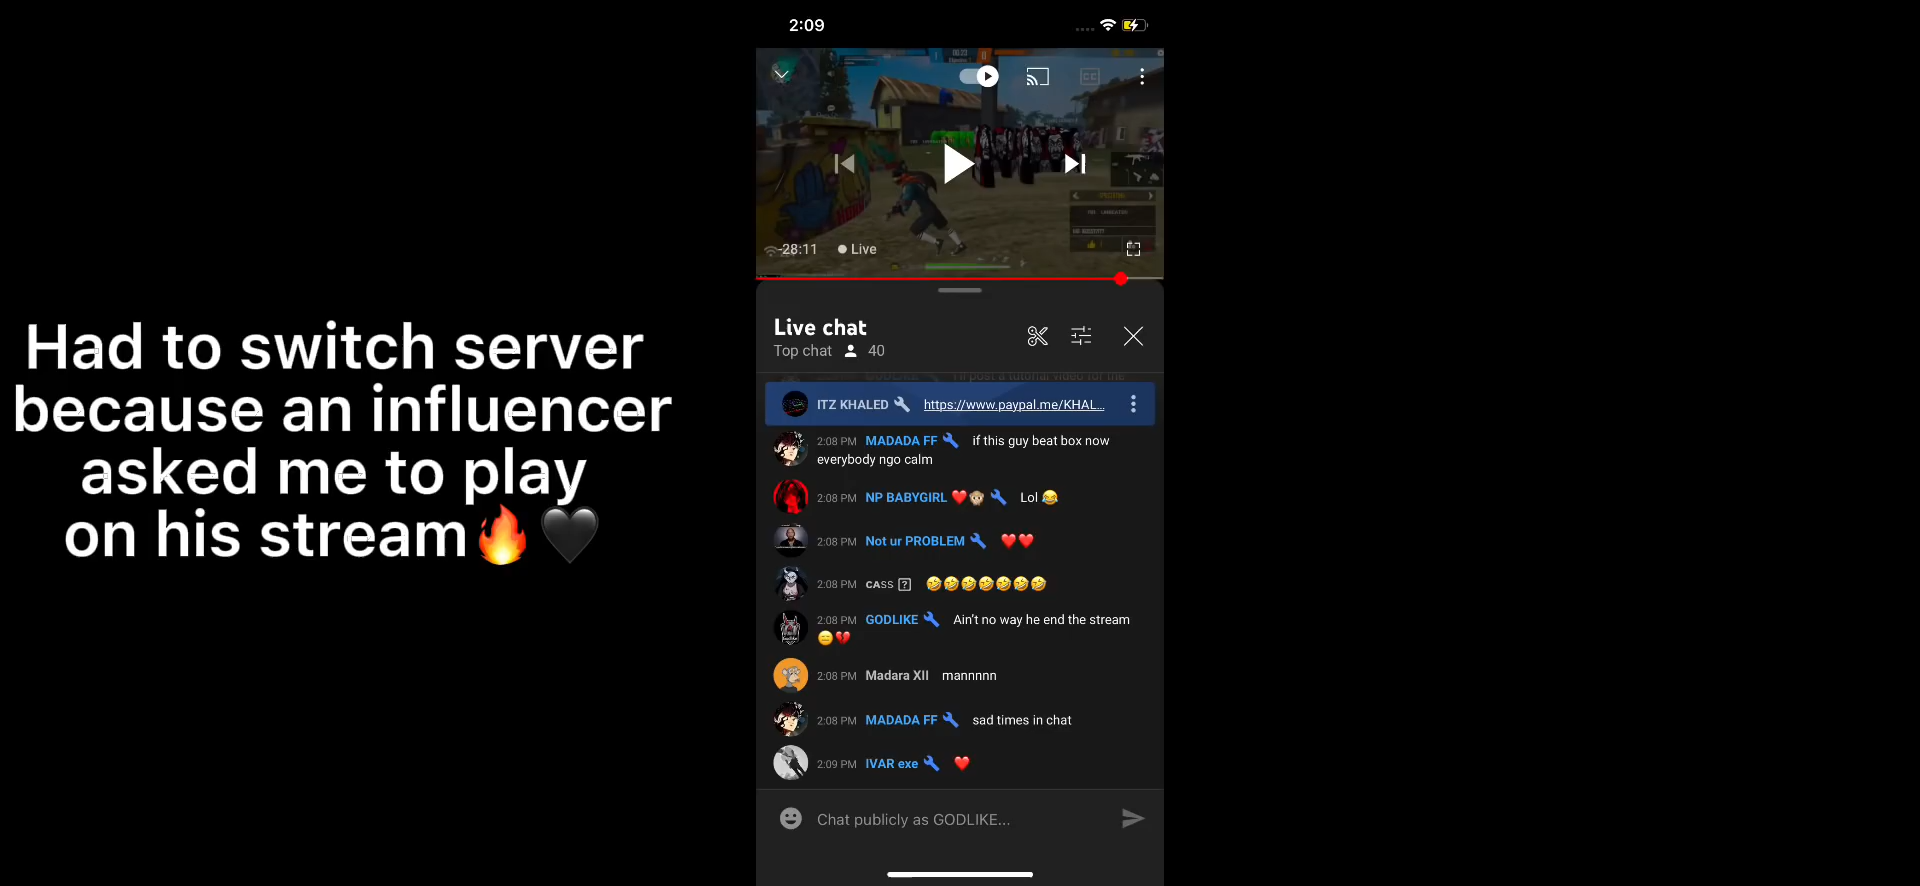 Had to switch server
because an influencer
asked me to play
on his stream🔥🖤
2:09
-28:11 Live
Live chat
Top chat 40
ITZ KHALED https://www.paypal.me/KHAL...
2:08 PM MADADA FF if this guy beat box now
everybody ngo calm
2:08 PM NP BABYGIRL ❤️🙊 Lol 😂
2:08 PM Not ur PROBLEM ❤️❤️
2:08 PM ᴄᴀss 🤣🤣🤣🤣🤣🤣🤣
2:08 PM GODLIKE Ain't no way he end the stream
😑💔
2:08 PM Madara XII mannnnn
2:08 PM MADADA FF sad times in chat
2:09 PM IVAR exe ❤️
Chat publicly as GODLIKE...